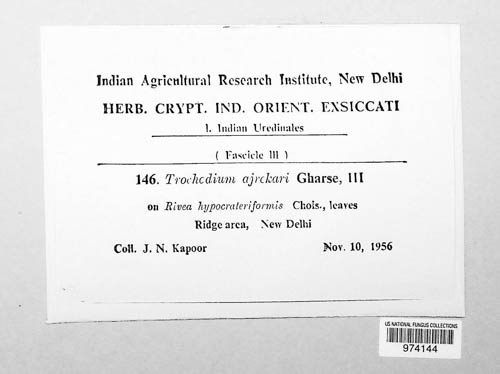 Indian Agricultural Research Institute, New Delhi
HERB. CRYPT. IND. ORIENT. EXSICCATI
1. Indian Uredinales
( Fascicle III )
146. Trochodium ajrekari Gharse, III
on Rivea hypocrateriformis Chois., leaves
Ridge area, New Delhi
Coll. J. N. Kapoor Nov. 10, 1956
US NATIONAL FUNGUS COLLECTIONS
974144